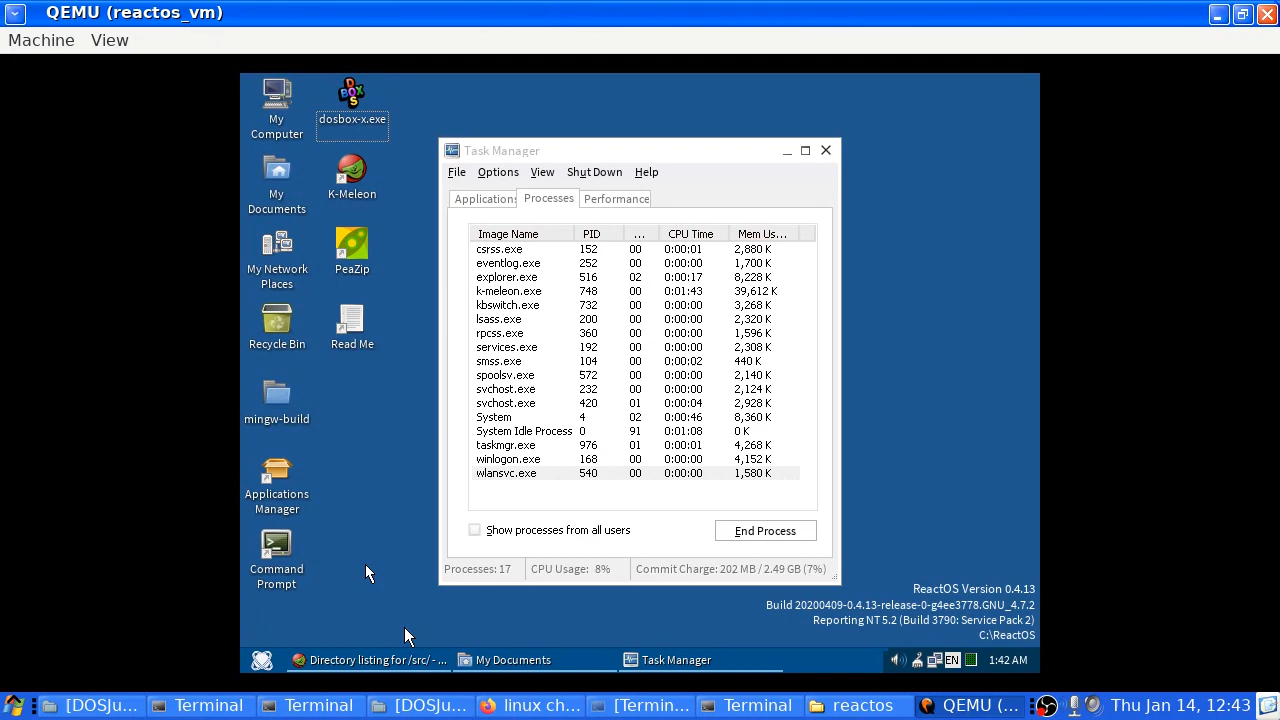 QEMU (reactos_vm)
Machine View
My Computer
dosbox-x.exe
My Documents
K-Meleon
My Network Places
PeaZip
Recycle Bin
Read Me
mingw-build
Applications Manager
Command Prompt
Task Manager
File Options View Shut Down Help
Applications Processes Performance
Image Name PID ... CPU Time Mem Us...
csrss.exe 152 00 0:00:01 2,880 K
eventlog.exe 252 00 0:00:00 1,700 K
explorer.exe 516 02 0:00:17 8,228 K
k-meleon.exe 748 00 0:01:43 39,612 K
kbswitch.exe 732 00 0:00:00 3,268 K
lsass.exe 200 00 0:00:00 2,320 K
rpcss.exe 360 00 0:00:00 1,596 K
services.exe 192 00 0:00:00 2,308 K
smss.exe 104 00 0:00:02 440 K
spoolsv.exe 572 00 0:00:00 2,140 K
svchost.exe 232 00 0:00:00 2,124 K
svchost.exe 420 01 0:00:04 2,928 K
System 4 02 0:00:46 8,360 K
System Idle Process 0 91 0:01:08 0 K
taskmgr.exe 976 01 0:00:01 4,268 K
winlogon.exe 168 00 0:00:00 4,152 K
wlansvc.exe 540 00 0:00:00 1,580 K
Show processes from all users
End Process
Processes: 17 CPU Usage: 8% Commit Charge: 202 MB / 2.49 GB (7%)
ReactOS Version 0.4.13
Build 20200409-0.4.13-release-0-g4ee3778.GNU_4.7.2
Reporting NT 5.2 (Build 3790: Service Pack 2)
C:\ReactOS
Directory listing for /src/ - ... My Documents Task Manager EN 1:42 AM
[DOSJu... Terminal Terminal [DOSJu... linux ch... [Termin... Terminal reactos QEMU (... Thu Jan 14, 12:43